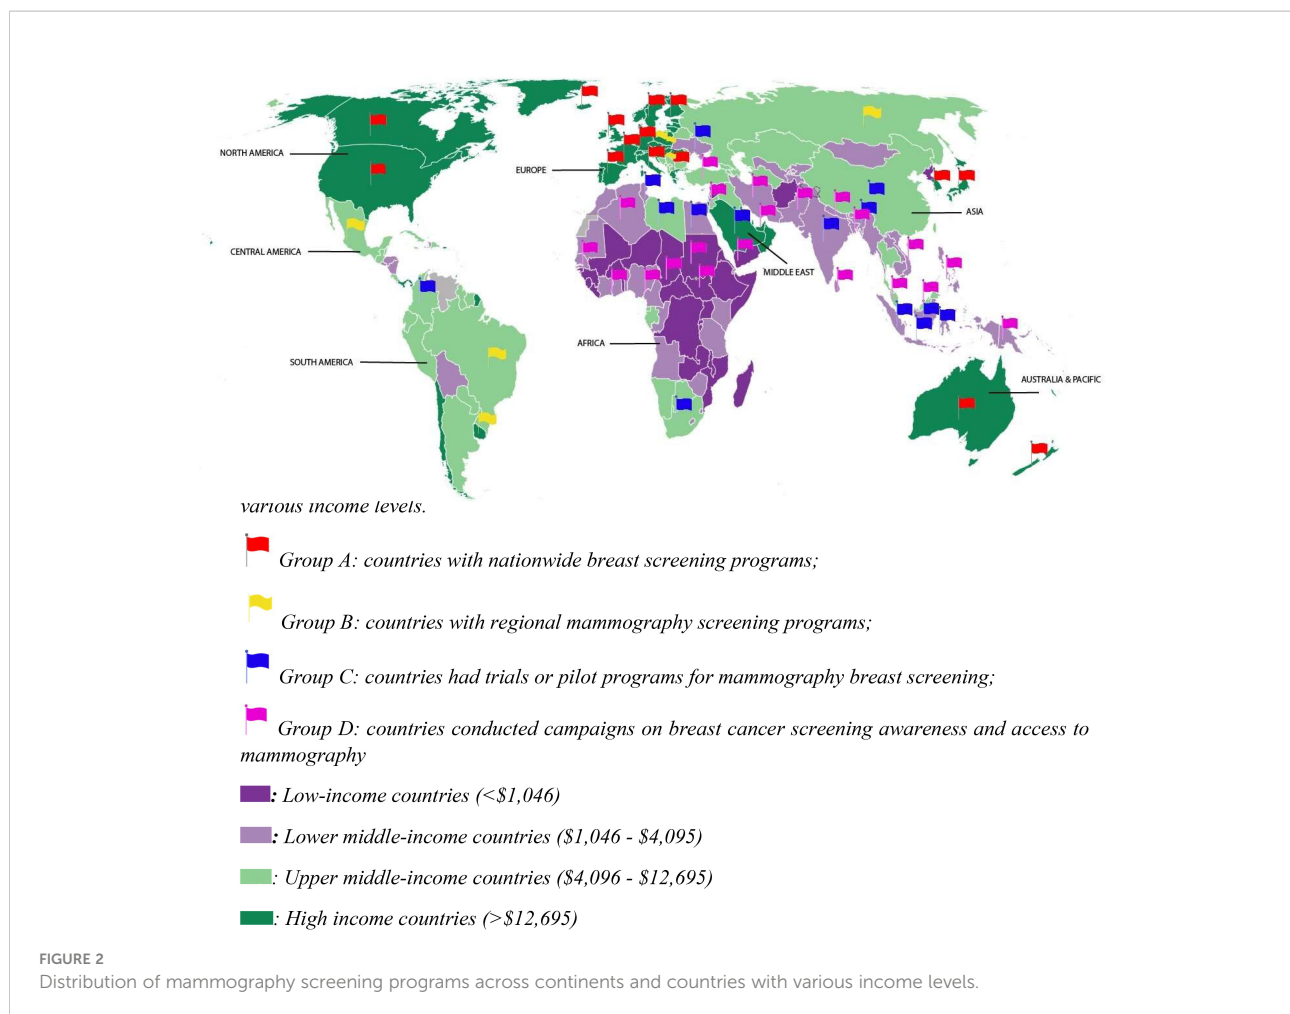 NORTH AMERICA
EUROPE
ASIA
CENTRAL AMERICA
MIDDLE EAST
AFRICA
SOUTH AMERICA
AUSTRALIA & PACIFIC
various income levels.
Group A: countries with nationwide breast screening programs;
Group B: countries with regional mammography screening programs;
Group C: countries had trials or pilot programs for mammography breast screening;
Group D: countries conducted campaigns on breast cancer screening awareness and access to
mammography
: Low-income countries (<$1,046)
: Lower middle-income countries ($1,046 - $4,095)
: Upper middle-income countries ($4,096 - $12,695)
: High income countries (>$12,695)
FIGURE 2
Distribution of mammography screening programs across continents and countries with various income levels.